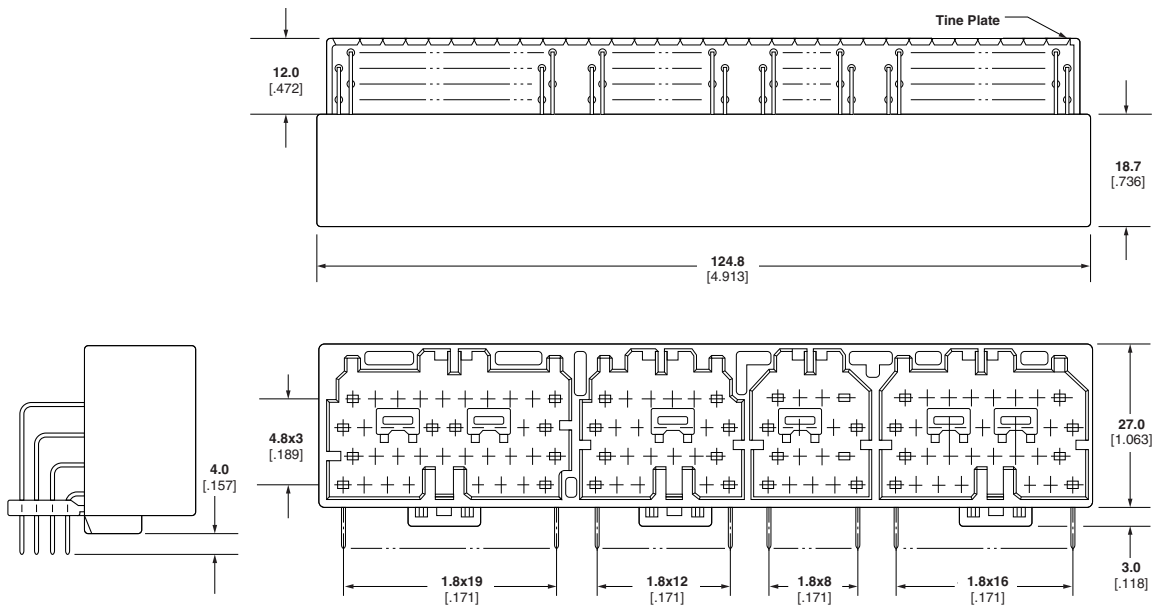 Tine Plate
12.0
[.472]
18.7
[.736]
124.8
[4.913]
4.8x3
[.189]
27.0
[1.063]
4.0
[.157]
3.0
[.118]
1.8x19
[.171]
1.8x12
[.171]
1.8x8
[.171]
1.8x16
[.171]